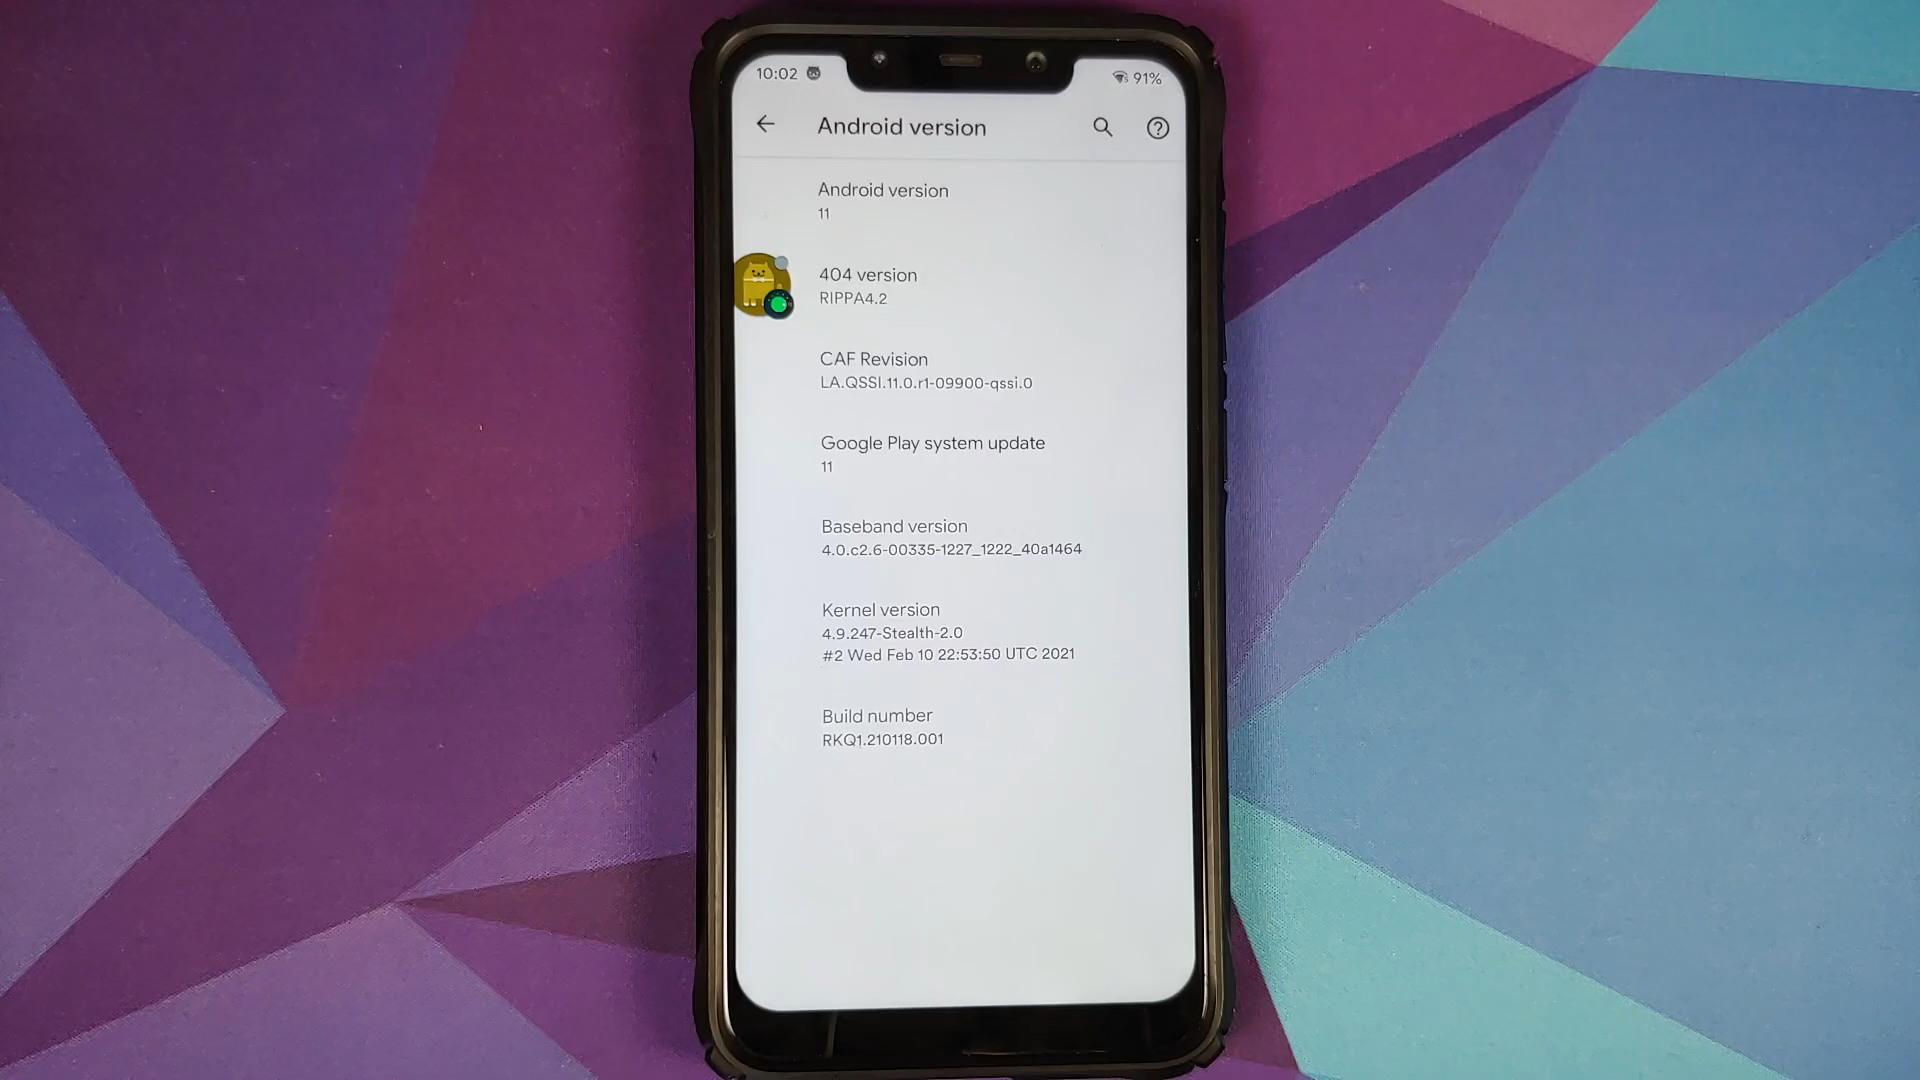 10:02
91%
Android version
Android version
11
404 version
RIPPA4.2
CAF Revision
LA.QSSI.11.0.r1-09900-qssi.0
Google Play system update
11
Baseband version
4.0.c2.6-00335-1227_1222_40a1464
Kernel version
4.9.247-Stealth-2.0
#2 Wed Feb 10 22:53:50 UTC 2021
Build number
RKQ1.210118.001